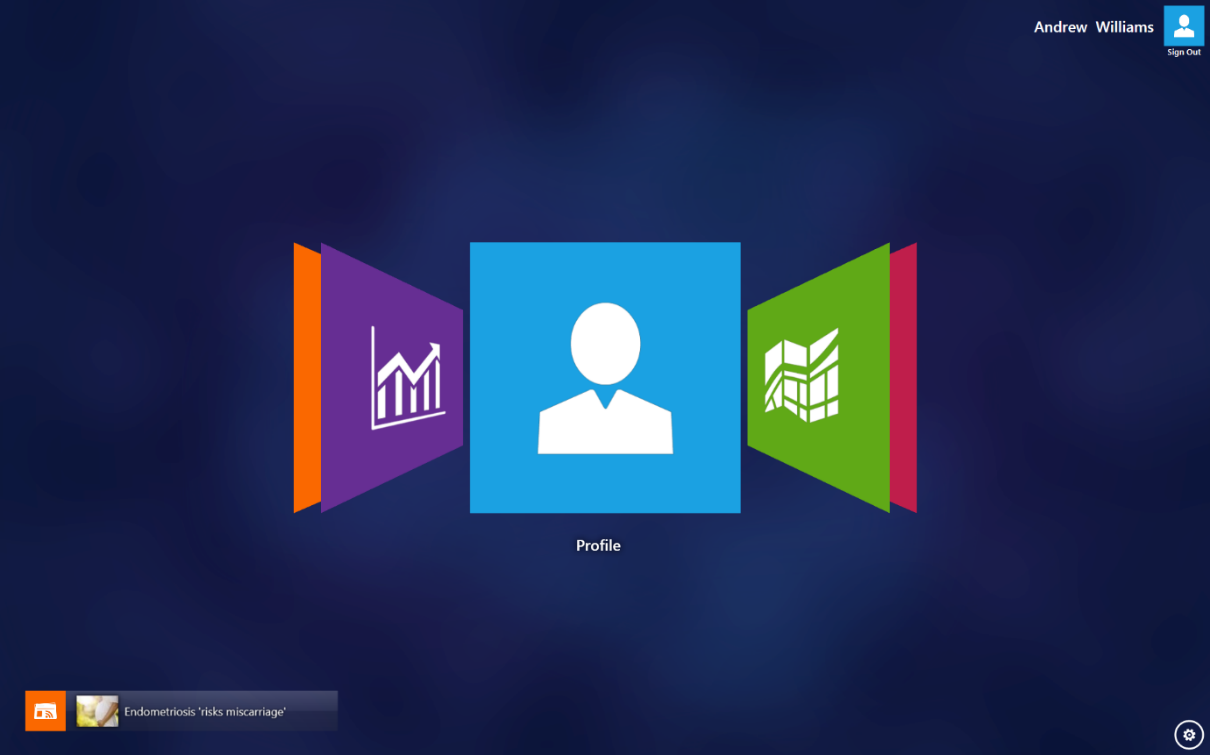 Andrew Williams
Sign Out
Profile
Endometriosis 'risks miscarriage'